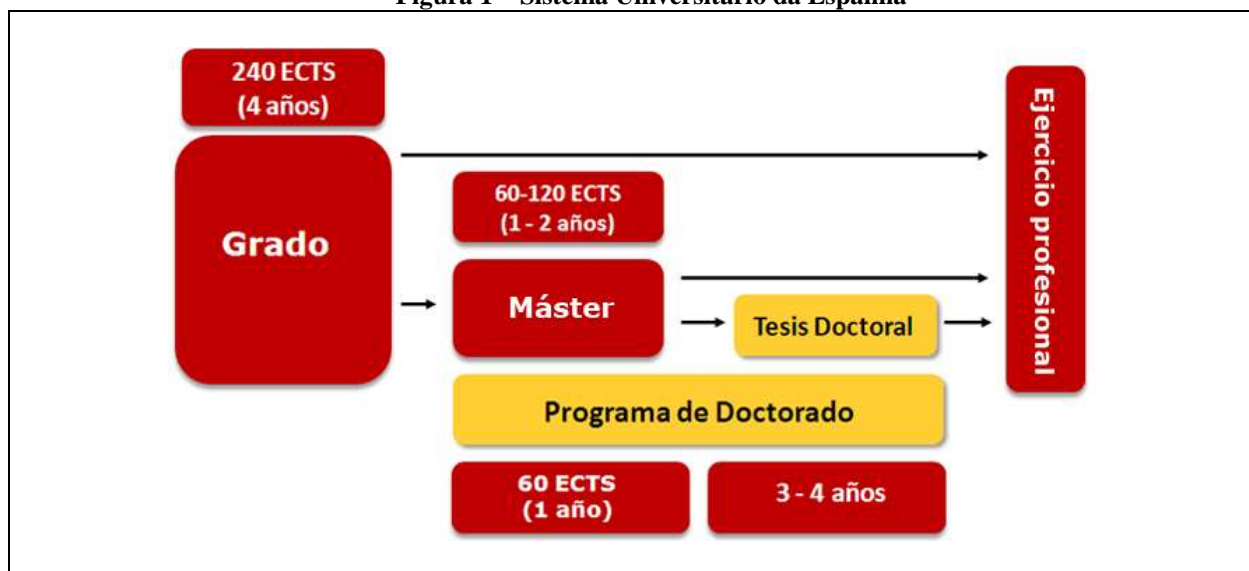 Figura 1 – Sistema Universitário da Espanha
240 ECTS
(4 años)
Grado
60-120 ECTS
(1 - 2 años)
Máster
Tesis Doctoral
Programa de Doctorado
60 ECTS
(1 año)
3 - 4 años
Ejercicio profesional